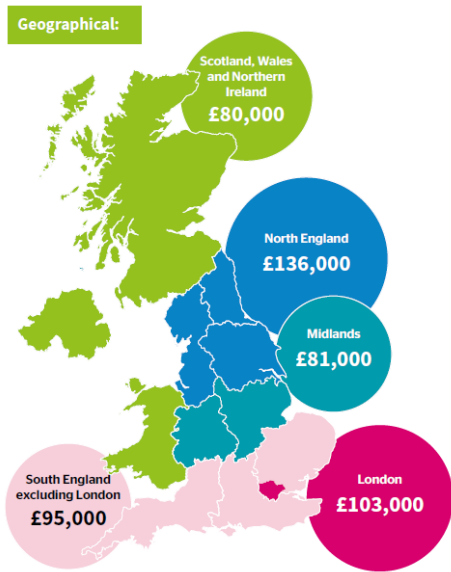 Geographical:
Scotland, Wales
and Northern
Ireland
£80,000
North England
£136,000
Midlands
£81,000
South England
excluding London
£95,000
London
£103,000